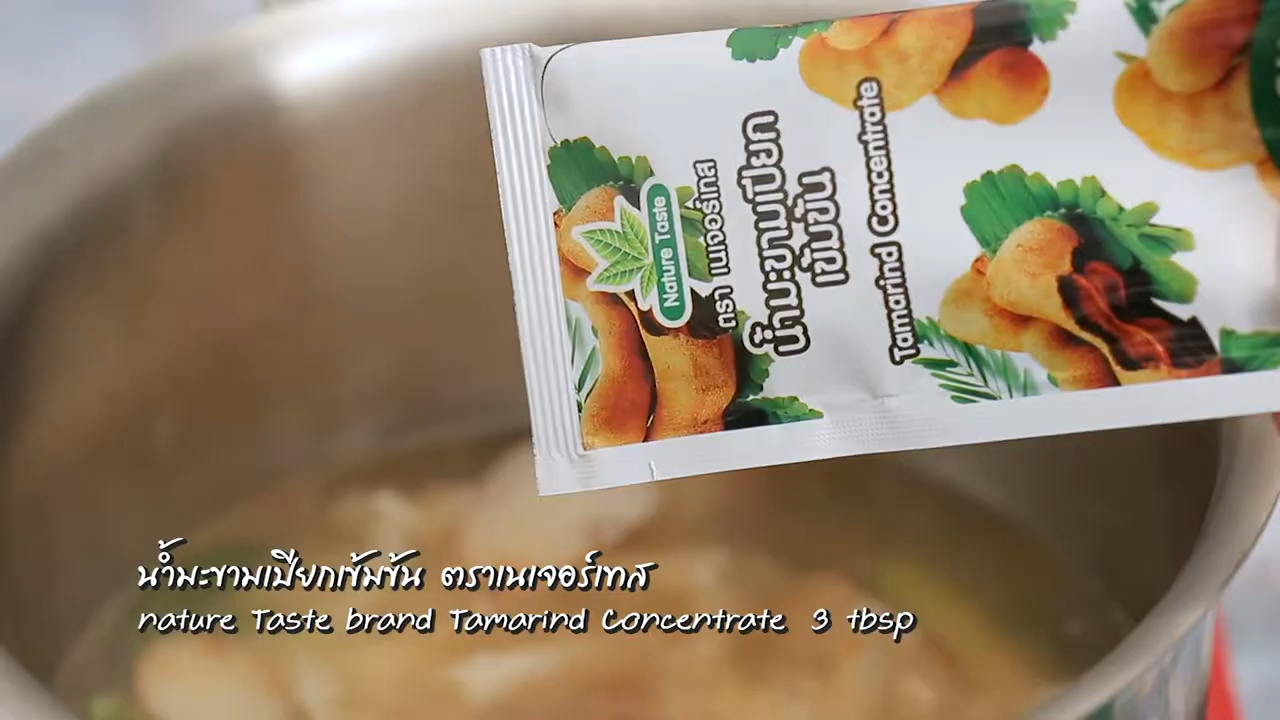 Nature Taste
ตรา เนเจอร์เทส
น้ำมะขามเปียก
เข้มข้น
Tamarind Concentrate
น้ำมะขามเปียกเข้มข้น ตราเนเจอร์เทส
nature Taste brand Tamarind Concentrate 3 tbsp